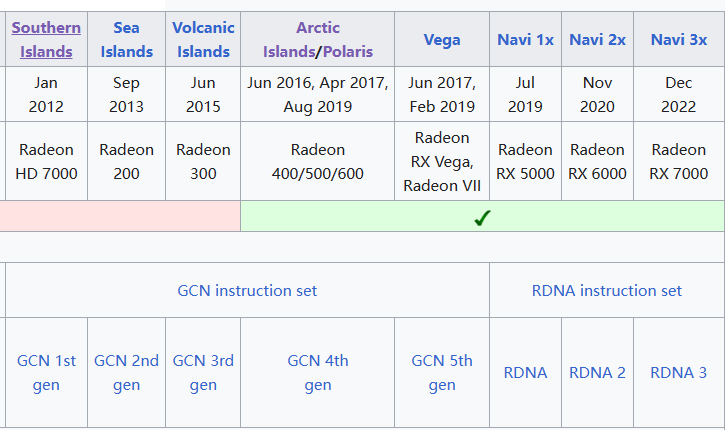 Southern Islands
Sea Islands
Volcanic Islands
Arctic Islands/Polaris
Vega
Navi 1x
Navi 2x
Navi 3x
Jan 2012
Sep 2013
Jun 2015
Jun 2016, Apr 2017, Aug 2019
Jun 2017, Feb 2019
Jul 2019
Nov 2020
Dec 2022
Radeon HD 7000
Radeon 200
Radeon 300
Radeon 400/500/600
Radeon RX Vega, Radeon VII
Radeon RX 5000
Radeon RX 6000
Radeon RX 7000
✓
GCN instruction set
RDNA instruction set
GCN 1st gen
GCN 2nd gen
GCN 3rd gen
GCN 4th gen
GCN 5th gen
RDNA
RDNA 2
RDNA 3